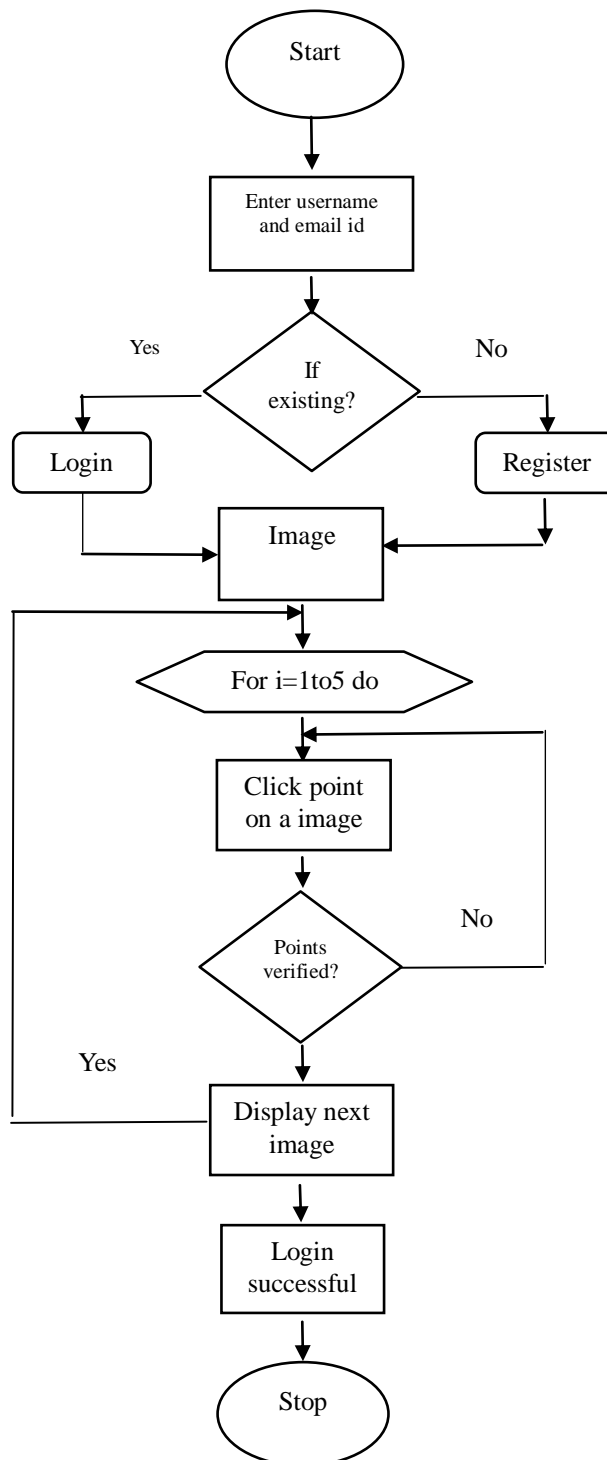 Start
Enter username
and email id
Yes
No
If
existing?
Login
Register
Image
For i=1to5 do
Click point
on a image
No
Points
verified?
Yes
Display next
image
Login
successful
Stop